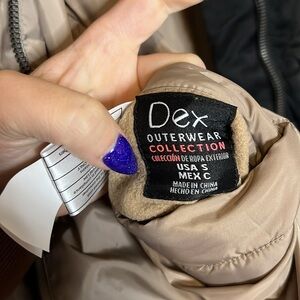 Dex
OUTERWEAR
COLLECTION
COLECCIÓN DE ROPA EXTERIOR
USA S
MEX C
MADE IN CHINA
HECHO EN CHINA